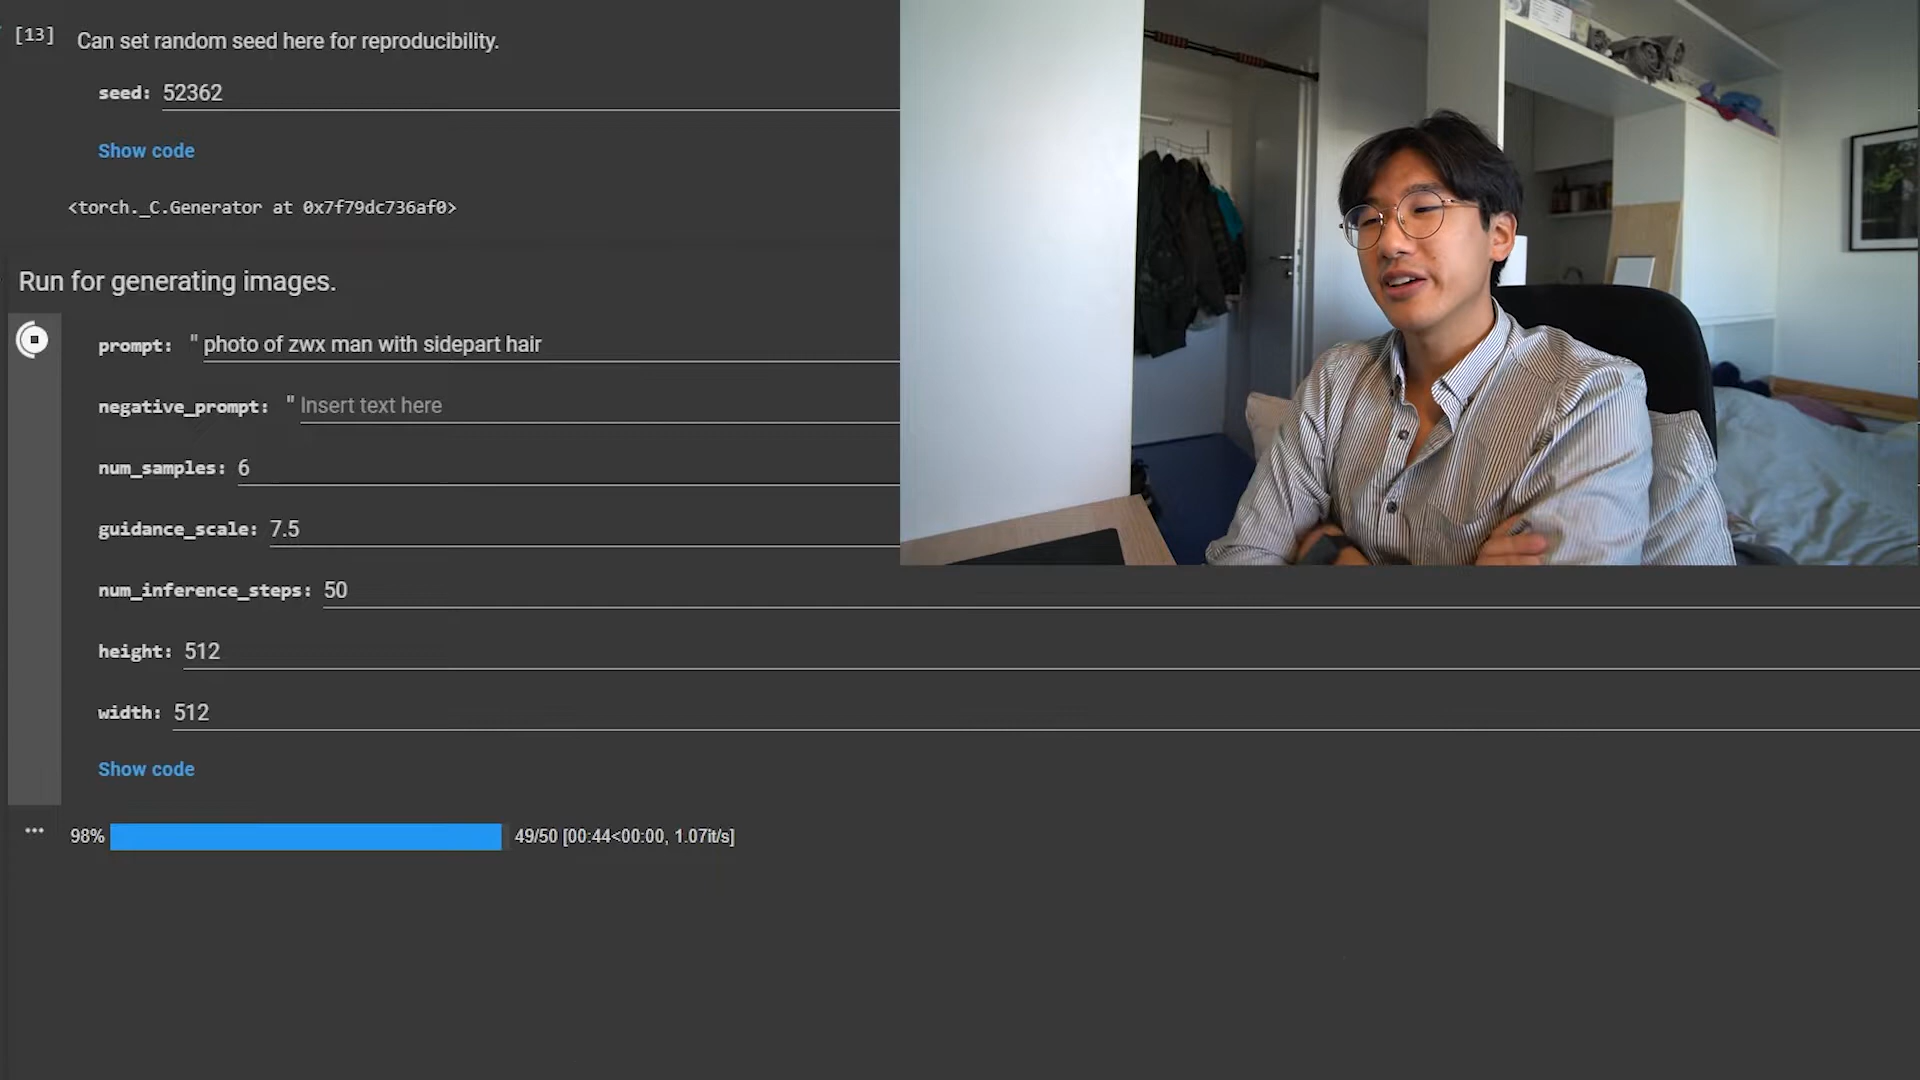 [13] Can set random seed here for reproducibility.
seed: 52362
Show code
<torch._C.Generator at 0x7f79dc736af0>
Run for generating images.
prompt: " photo of zwx man with sidepart hair
negative_prompt: " Insert text here
num_samples: 6
guidance_scale: 7.5
num_inference_steps: 50
height: 512
width: 512
Show code
98% 49/50 [00:44<00:00, 1.07it/s]